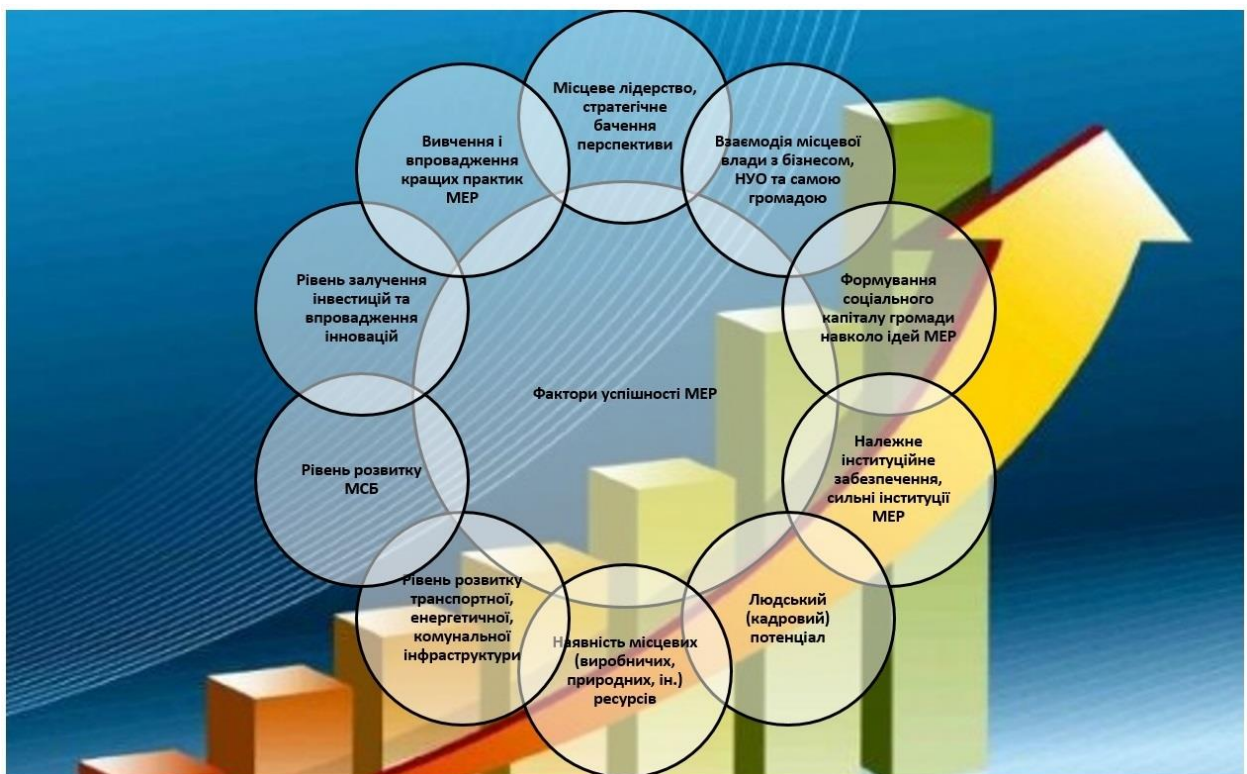 Місцеве лідерство,
стратегічне
бачення
перспективи
Взаємодія місцевої
влади з бізнесом,
НУО та самою
громадою
Формування
соціального
капіталу громади
навколо ідей МЕР
Належне
інституційне
забезпечення,
сильні інституції
МЕР
Людський
(кадровий)
потенціал
Наявність місцевих
(виробничих,
природних, ін.)
ресурсів
Рівень розвитку
транспортної,
енергетичної,
комунальної
інфраструктури
Рівень розвитку
МСБ
Рівень залучення
інвестицій та
впровадження
інновацій
Вивчення і
впровадження
кращих практик
МЕР
Фактори успішності МЕР